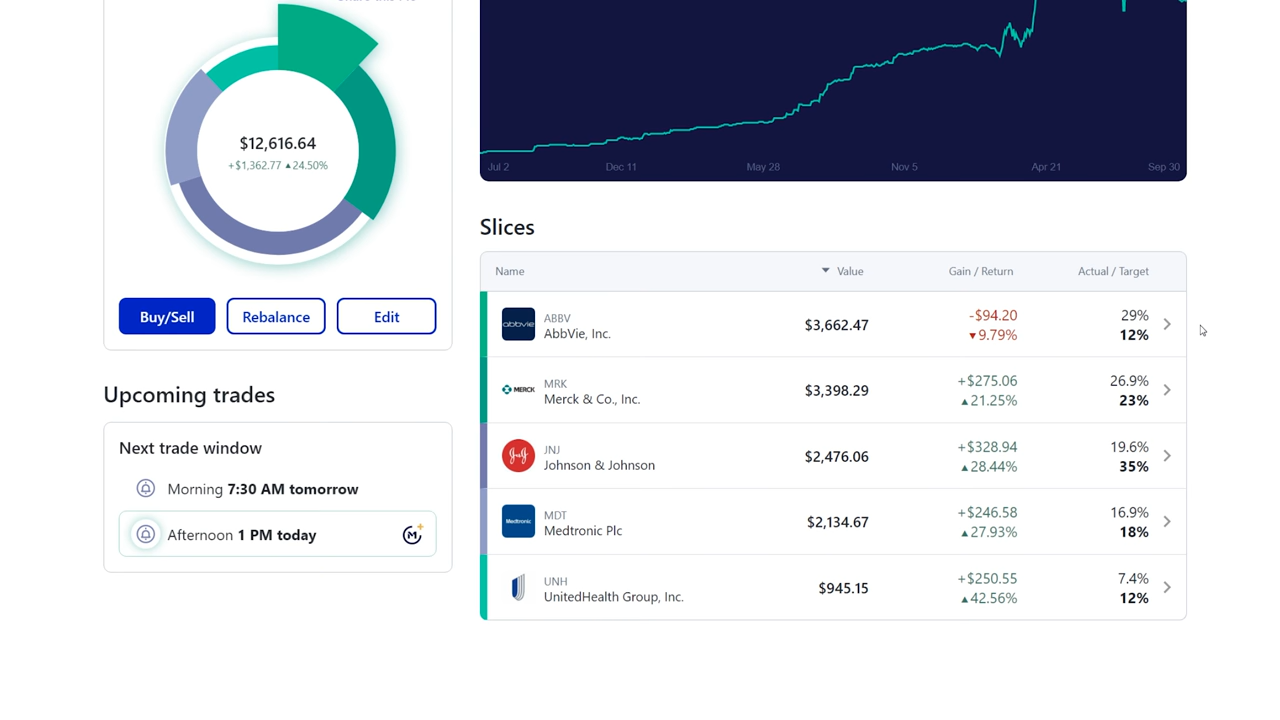 $12,616.64
+$1,362.77 ▲24.50%
Buy/Sell
Rebalance
Edit
Upcoming trades
Next trade window
Morning 7:30 AM tomorrow
Afternoon 1 PM today
M
Jul 2
Dec 11
May 28
Nov 5
Apr 21
Sep 30
Slices
Name
▼ Value
Gain / Return
Actual / Target
abbvie
ABBV
AbbVie, Inc.
$3,662.47
-$94.20
▼9.79%
29%
12%
MERCK
MRK
Merck & Co., Inc.
$3,398.29
+$275.06
▲21.25%
26.9%
23%
J&J
JNJ
Johnson & Johnson
$2,476.06
+$328.94
▲28.44%
19.6%
35%
Medtronic
MDT
Medtronic Plc
$2,134.67
+$246.58
▲27.93%
16.9%
18%
UNH
UnitedHealth Group, Inc.
$945.15
+$250.55
▲42.56%
7.4%
12%